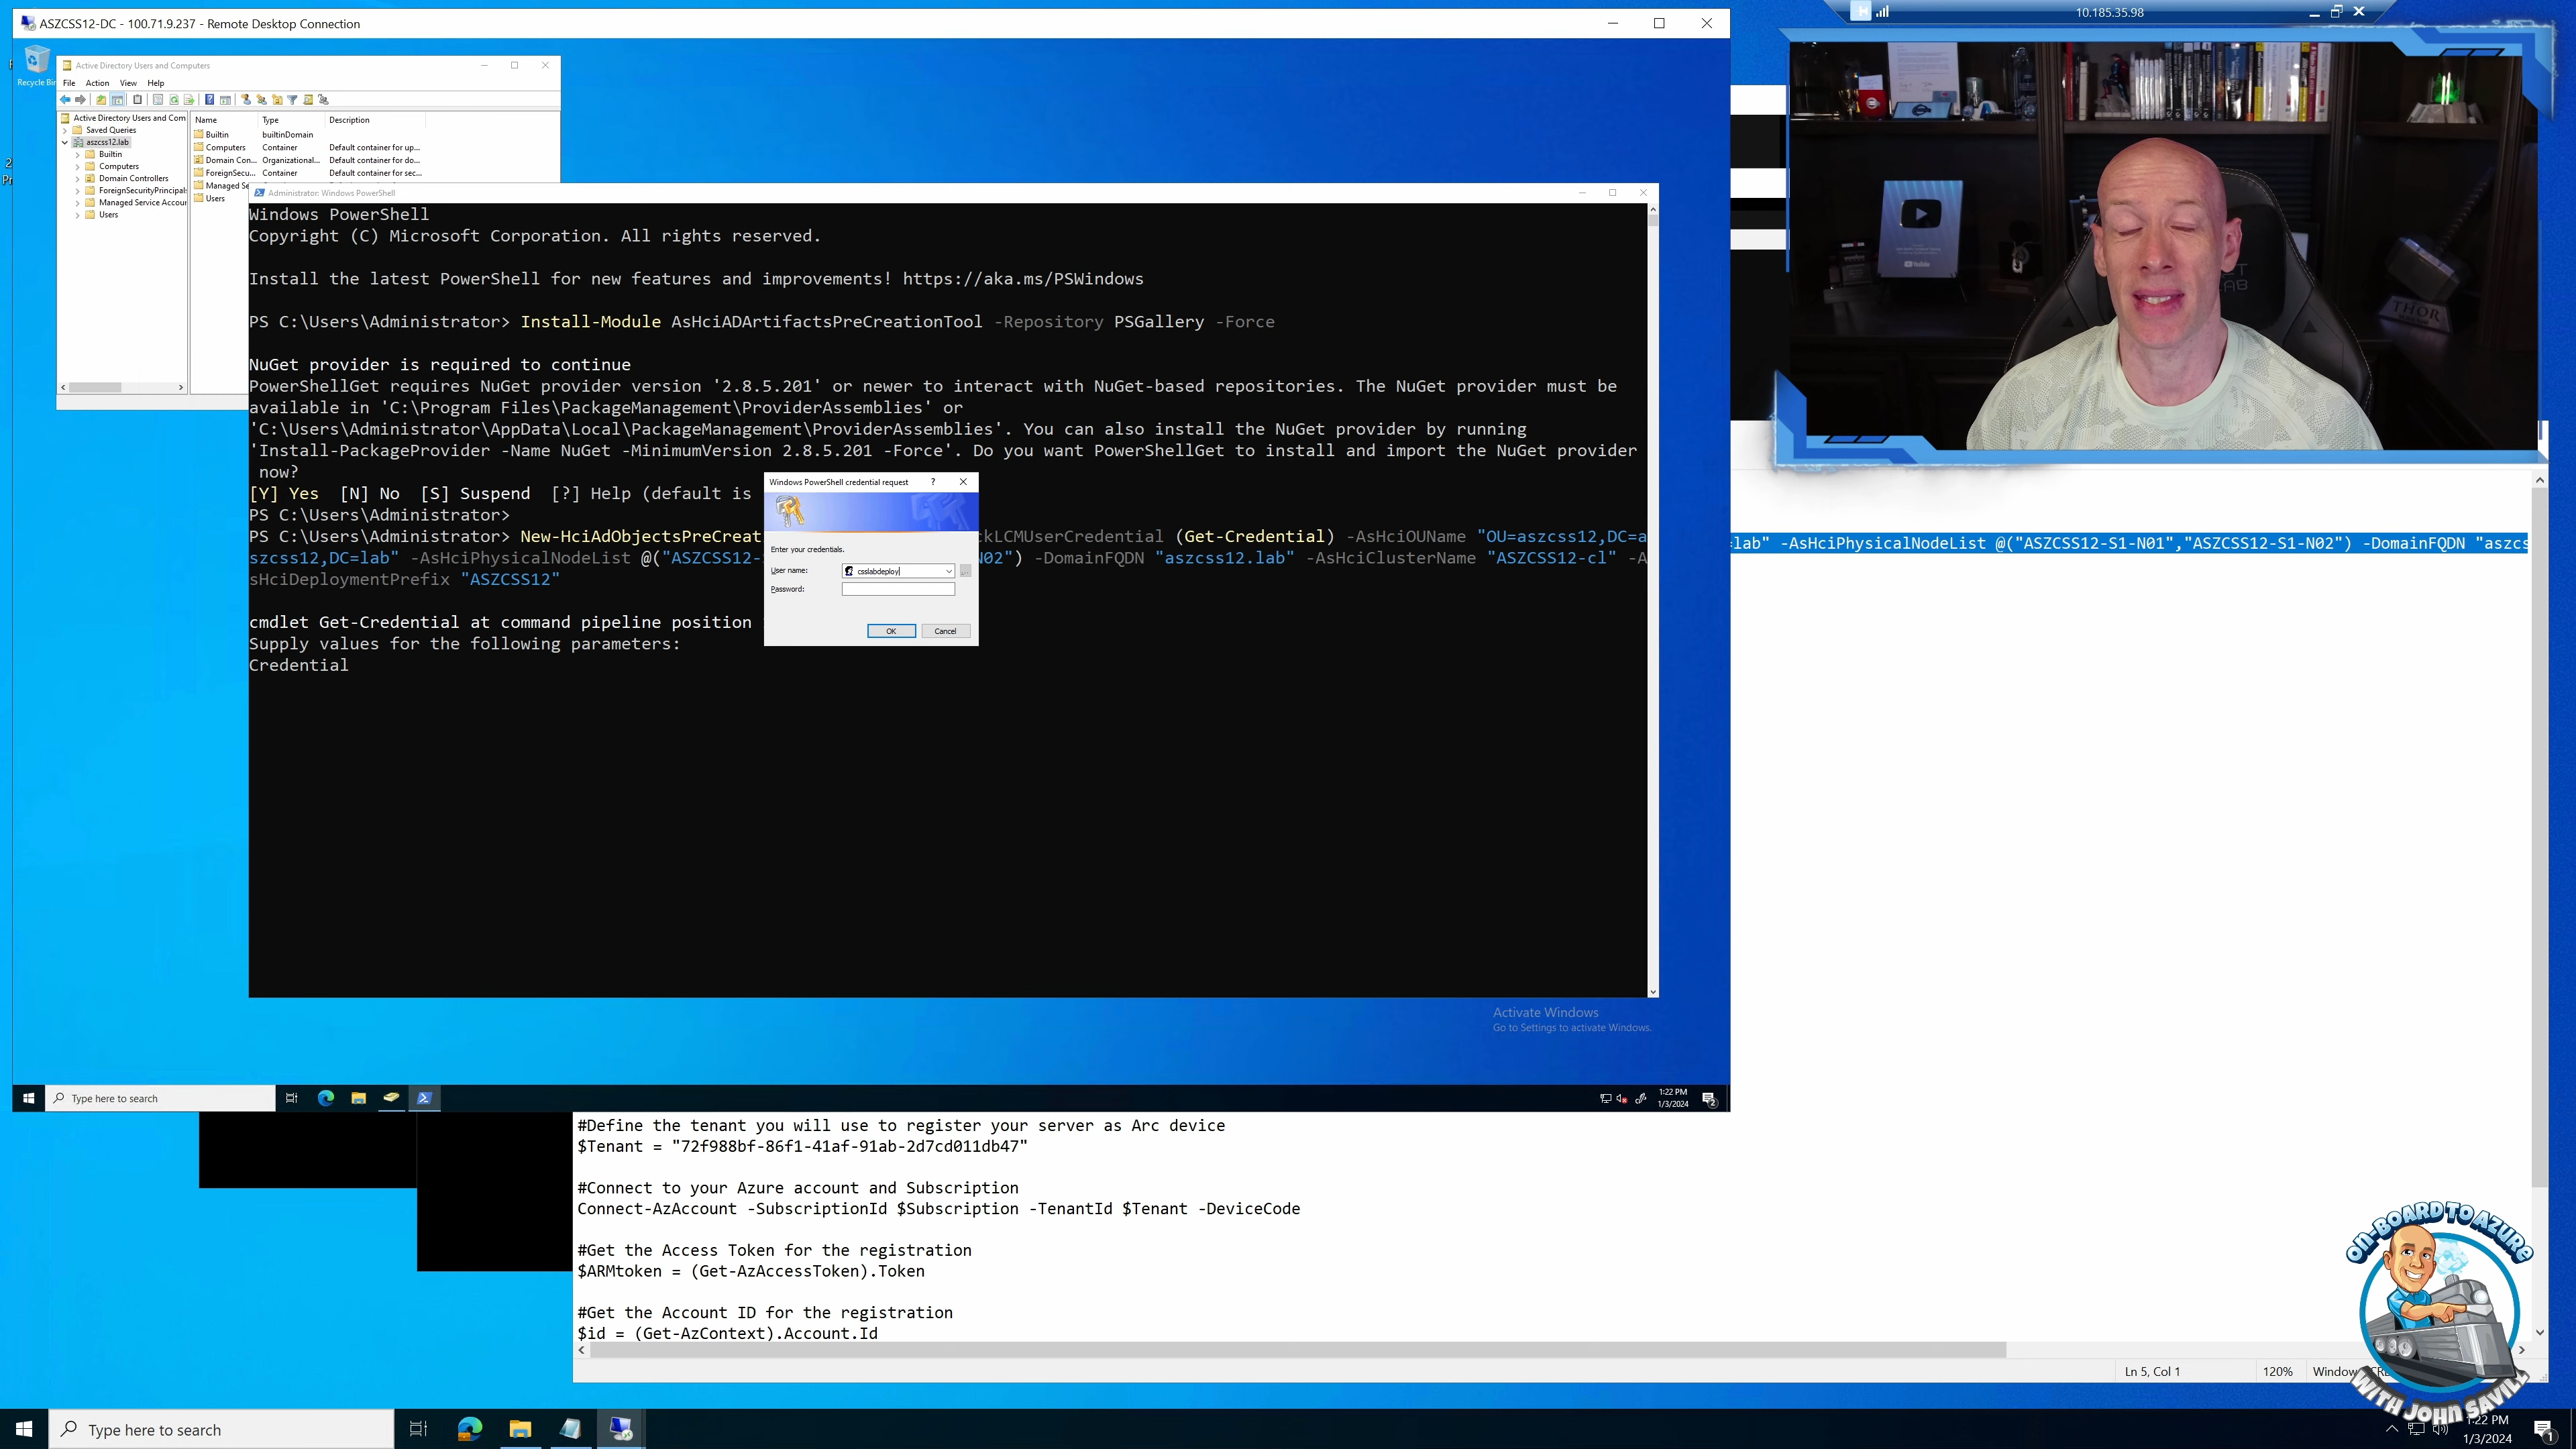 ASZCSS12-DC - 100.71.9.237 - Remote Desktop Connection
10.185.35.98
Recycle Bin
Active Directory Users and Computers
File Action View Help
Active Directory Users and Com
Saved Queries
aszcss12.lab
Builtin
Computers
Domain Controllers
ForeignSecurityPrincipals
Managed Service Accour
Users
Name Type Description
Builtin builtinDomain
Computers Container Default container for up...
Domain Con... Organizational... Default container for do...
ForeignSecu... Container Default container for sec...
Managed Se
Users
Administrator: Windows PowerShell
Windows PowerShell
Copyright (C) Microsoft Corporation. All rights reserved.
Install the latest PowerShell for new features and improvements! https://aka.ms/PSWindows
PS C:\Users\Administrator> Install-Module AsHciADArtifactsPreCreationTool -Repository PSGallery -Force
NuGet provider is required to continue
PowerShellGet requires NuGet provider version '2.8.5.201' or newer to interact with NuGet-based repositories. The NuGet provider must be
available in 'C:\Program Files\PackageManagement\ProviderAssemblies' or
'C:\Users\Administrator\AppData\Local\PackageManagement\ProviderAssemblies'. You can also install the NuGet provider by running
'Install-PackageProvider -Name NuGet -MinimumVersion 2.8.5.201 -Force'. Do you want PowerShellGet to install and import the NuGet provider
now?
[Y] Yes [N] No [S] Suspend [?] Help (default is
PS C:\Users\Administrator>
PS C:\Users\Administrator> New-HciAdObjectsPreCreat ckLCMUserCredential (Get-Credential) -AsHciOUName "OU=aszcss12,DC=a
szcss12,DC=lab" -AsHciPhysicalNodeList @("ASZCSS12- N02") -DomainFQDN "aszcss12.lab" -AsHciClusterName "ASZCSS12-cl" -A
sHciDeploymentPrefix "ASZCSS12"
cmdlet Get-Credential at command pipeline position
Supply values for the following parameters:
Credential
Windows PowerShell credential request
Enter your credentials.
User name: csslabdeploy
Password:
OK Cancel
lab" -AsHciPhysicalNodeList @("ASZCSS12-S1-N01","ASZCSS12-S1-N02") -DomainFQDN "aszcs
THOR
YouTube
Activate Windows
Go to Settings to activate Windows.
Type here to search
1:22 PM
1/3/2024
2
#Define the tenant you will use to register your server as Arc device
$Tenant = "72f988bf-86f1-41af-91ab-2d7cd011db47"
#Connect to your Azure account and Subscription
Connect-AzAccount -SubscriptionId $Subscription -TenantId $Tenant -DeviceCode
#Get the Access Token for the registration
$ARMtoken = (Get-AzAccessToken).Token
#Get the Account ID for the registration
$id = (Get-AzContext).Account.Id
Ln 5, Col 1 120% Window
ON-BOARD TO AZURE
WITH JOHN SAVILL
Type here to search
1:22 PM
1/3/2024
1